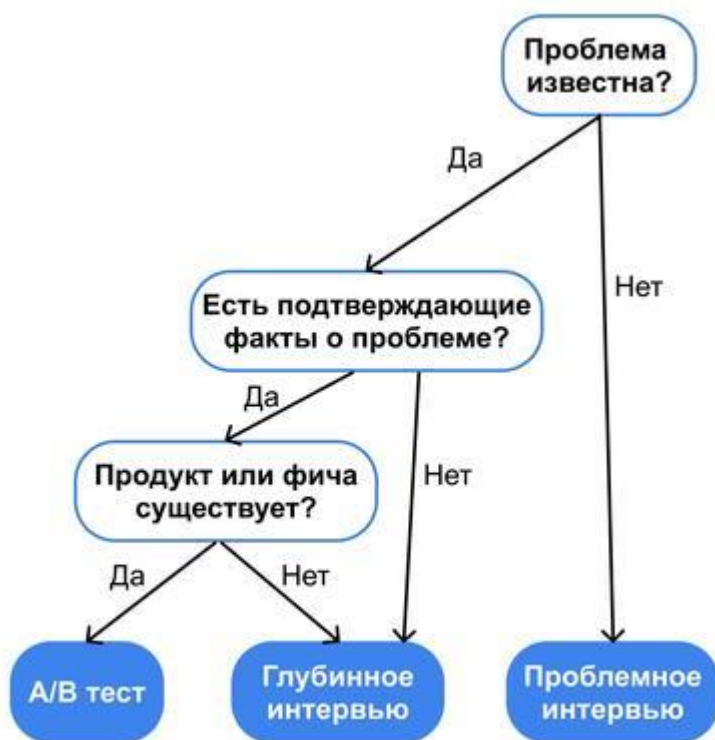 Проблема
известна?
Да
Нет
Есть подтверждающие
факты о проблеме?
Да
Нет
Продукт или фича
существует?
Да
Нет
А/В тест
Глубинное
интервью
Проблемное
интервью